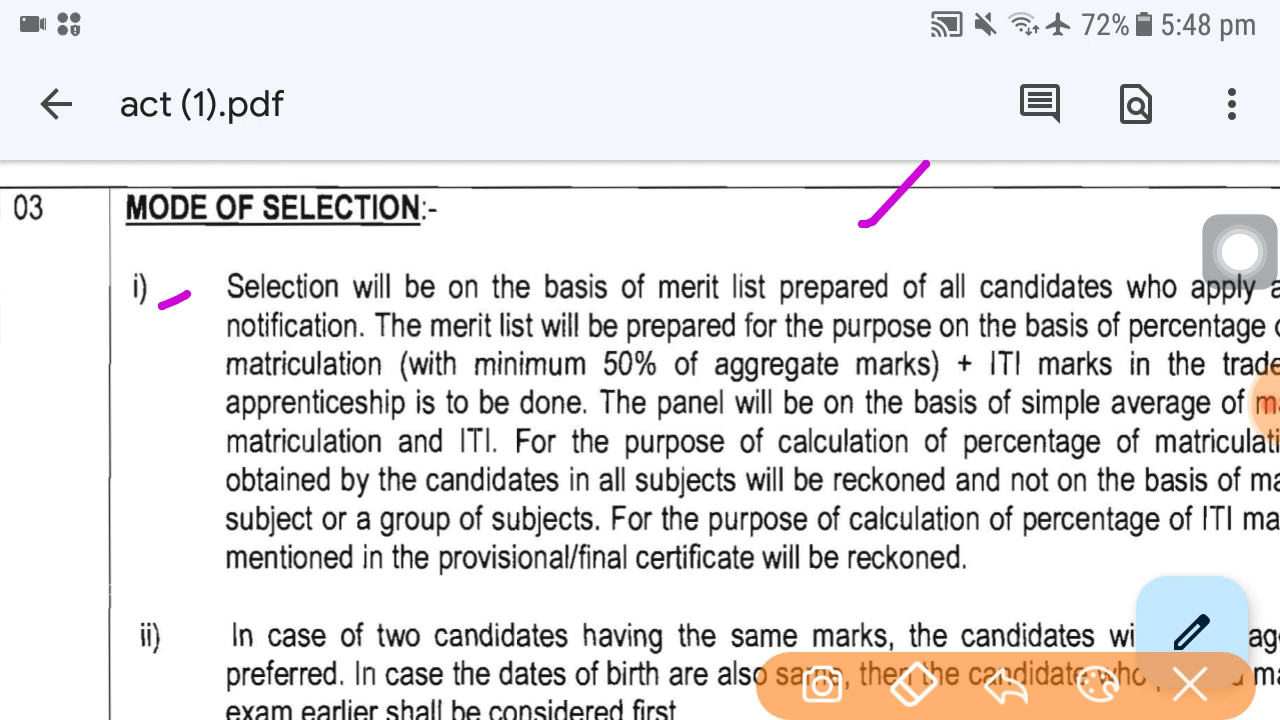 72% 5:48 pm
act (1).pdf
03 MODE OF SELECTION:-
i) Selection will be on the basis of merit list prepared of all candidates who apply
notification. The merit list will be prepared for the purpose on the basis of percentage
matriculation (with minimum 50% of aggregate marks) + ITI marks in the trade
apprenticeship is to be done. The panel will be on the basis of simple average of
matriculation and ITI. For the purpose of calculation of percentage of
obtained by the candidates in all subjects will be reckoned and not on the basis of
subject or a group of subjects. For the purpose of calculation of percentage of ITI
mentioned in the provisional/final certificate will be reckoned.
ii) In case of two candidates having the same marks, the candidates
preferred. In case the dates of birth are also same, then the candidate who
exam earlier shall be considered first